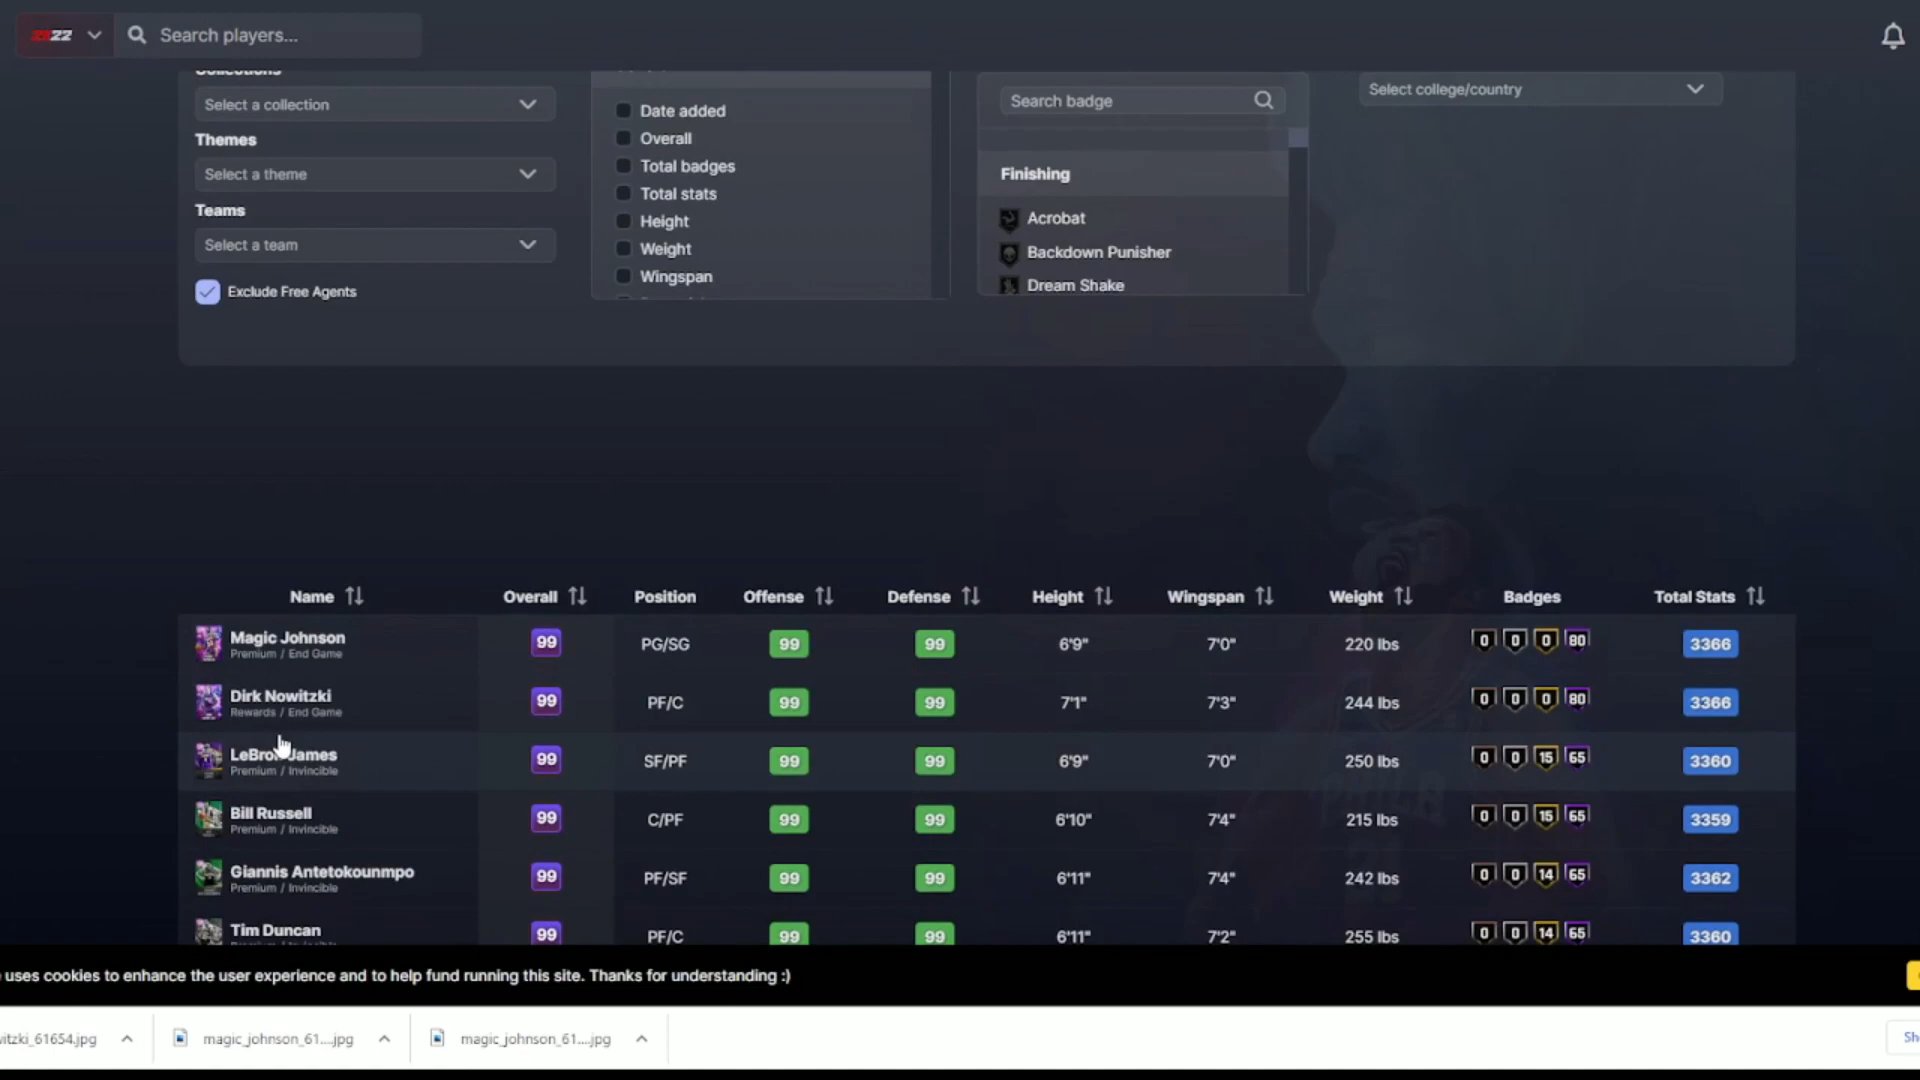 2K22
Search players...
Collections
Select a collection
Themes
Select a theme
Teams
Select a team
Exclude Free Agents
Date added
Overall
Total badges
Total stats
Height
Weight
Wingspan
Search badge
Finishing
Acrobat
Backdown Punisher
Dream Shake
Select college/country
Name Overall Position Offense Defense Height Wingspan Weight Badges Total Stats
Magic Johnson 99 PG/SG 99 99 6'9" 7'0" 220 lbs 0 0 0 80 3366
Premium / End Game
Dirk Nowitzki 99 PF/C 99 99 7'1" 7'3" 244 lbs 0 0 0 80 3366
Rewards / End Game
LeBron James 99 SF/PF 99 99 6'9" 7'0" 250 lbs 0 0 15 65 3360
Premium / Invincible
Bill Russell 99 C/PF 99 99 6'10" 7'4" 215 lbs 0 0 15 65 3359
Premium / Invincible
Giannis Antetokounmpo 99 PF/SF 99 99 6'11" 7'4" 242 lbs 0 0 14 65 3362
Premium / Invincible
Tim Duncan 99 PF/C 99 99 6'11" 7'2" 255 lbs 0 0 14 65 3360
uses cookies to enhance the user experience and to help fund running this site. Thanks for understanding :)
witzki_61654.jpg magic_johnson_61....jpg magic_johnson_61....jpg Sh